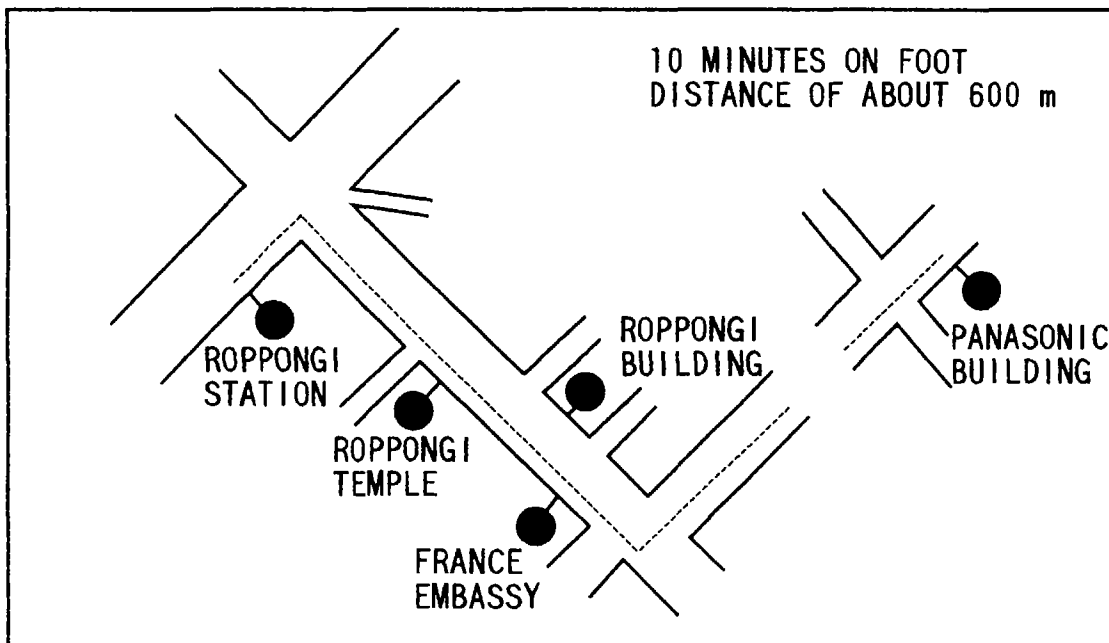 10 MINUTES ON FOOT
DISTANCE OF ABOUT 600 m
ROPPONGI
STATION
ROPPONGI
TEMPLE
FRANCE
EMBASSY
ROPPONGI
BUILDING
PANASONIC
BUILDING